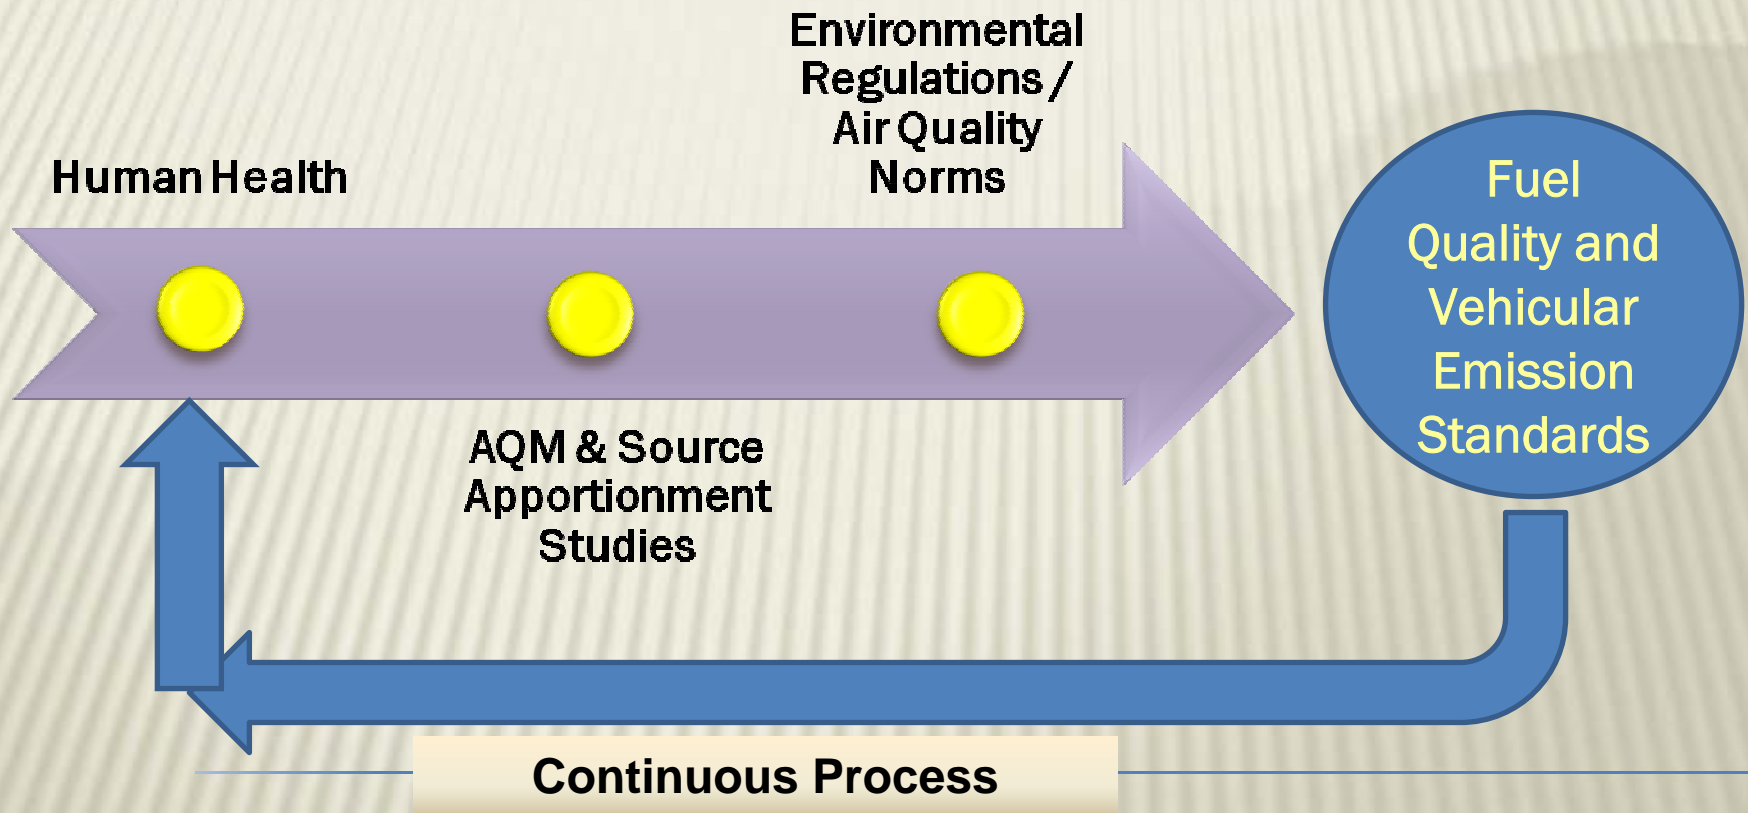 Human Health
AQM & Source
Apportionment
Studies
Environmental
Regulations /
Air Quality
Norms
Fuel
Quality and
Vehicular
Emission
Standards
Continuous Process